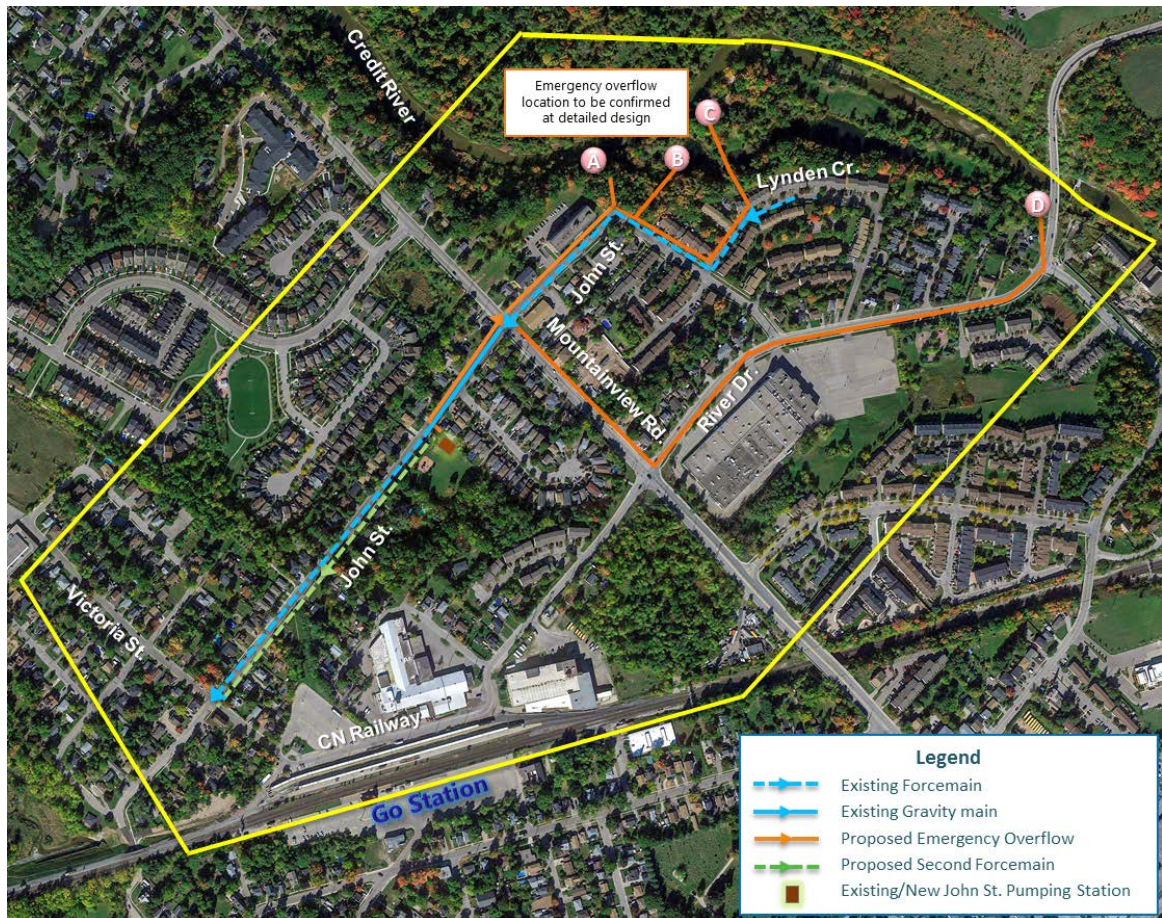 Credit River
Emergency overflow
location to be confirmed
at detailed design
C
A
B
Lynden Cr.
D
John St.
Mountainview Rd.
River Dr.
John St.
Victoria St.
CN Railway
Go Station
Legend
Existing Forcemain
Existing Gravity main
Proposed Emergency Overflow
Proposed Second Forcemain
Existing/New John St. Pumping Station